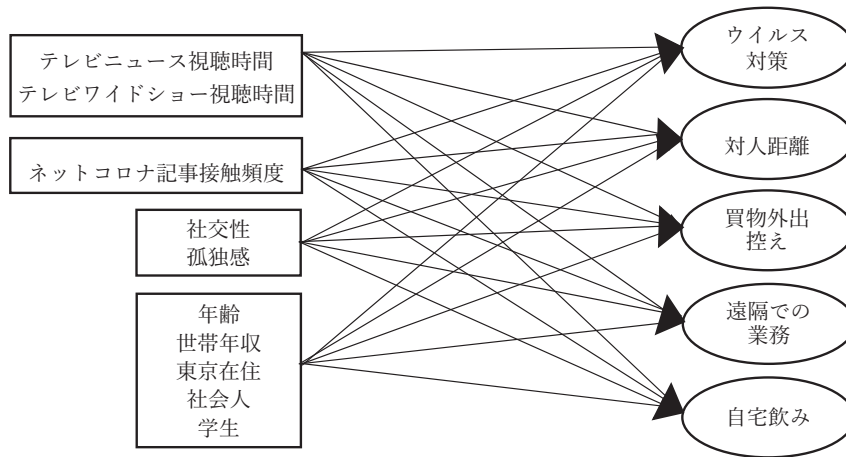 テレビニュース視聴時間
テレビワイドショー視聴時間
ネットコロナ記事接触頻度
社交性
孤独感
年齢
世帯年収
東京在住
社会人
学生
ウイルス
対策
対人距離
買物外出
控え
遠隔での
業務
自宅飲み